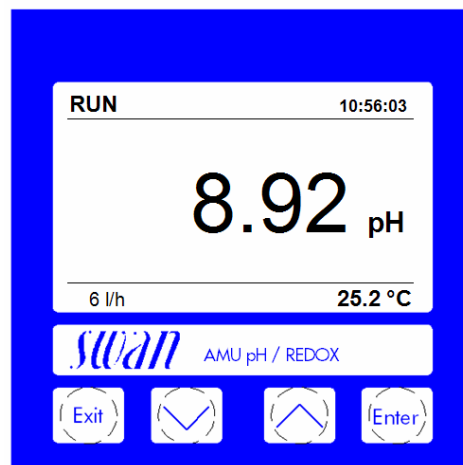 RUN 10:56:03
8.92 pH
6 l/h 25.2 °C
swan AMU pH / REDOX
Exit Enter